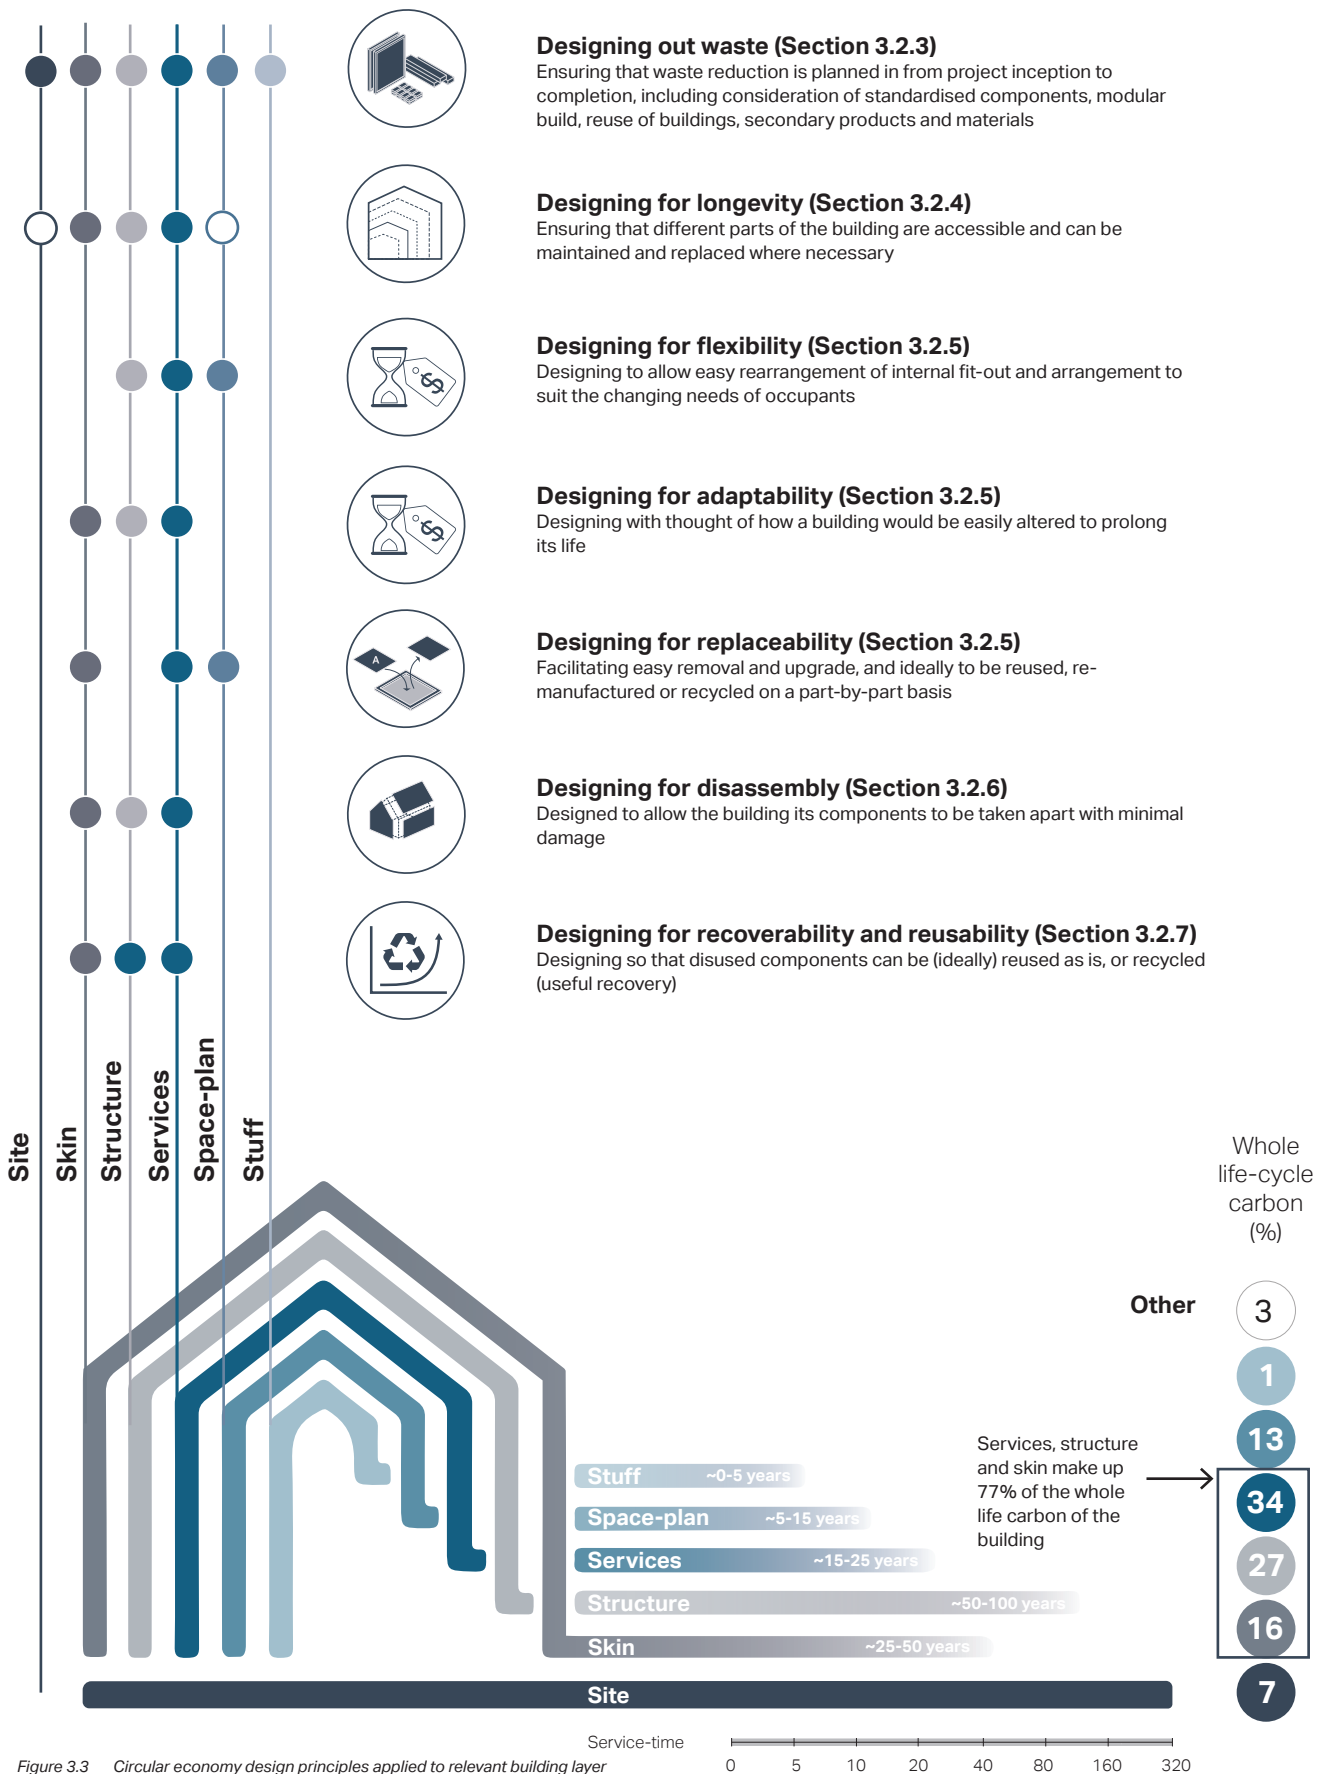 Designing out waste (Section 3.2.3)
Ensuring that waste reduction is planned in from project inception to
completion, including consideration of standardised components, modular
build, reuse of buildings, secondary products and materials
Designing for longevity (Section 3.2.4)
Ensuring that different parts of the building are accessible and can be
maintained and replaced where necessary
Designing for flexibility (Section 3.2.5)
Designing to allow easy rearrangement of internal fit-out and arrangement to
suit the changing needs of occupants
$
Designing for adaptability (Section 3.2.5)
Designing with thought of how a building would be easily altered to prolong
its life
$
Designing for replaceability (Section 3.2.5)
Facilitating easy removal and upgrade, and ideally to be reused, re-
manufactured or recycled on a part-by-part basis
A
Designing for disassembly (Section 3.2.6)
Designed to allow the building its components to be taken apart with minimal
damage
Designing for recoverability and reusability (Section 3.2.7)
Designing so that disused components can be (ideally) reused as is, or recycled
(useful recovery)
Site
Skin
Structure
Services
Space-plan
Stuff
Whole
life-cycle
carbon
(%)
Other
3
1
13
34
27
16
7
Services, structure
and skin make up
77% of the whole
life carbon of the
building
Stuff ~0-5 years
Space-plan ~5-15 years
Services ~15-25 years
Structure ~50-100 years
Skin ~25-50 years
Site
Service-time
0 5 10 20 40 80 160 320
Figure 3.3 Circular economy design principles applied to relevant building layer